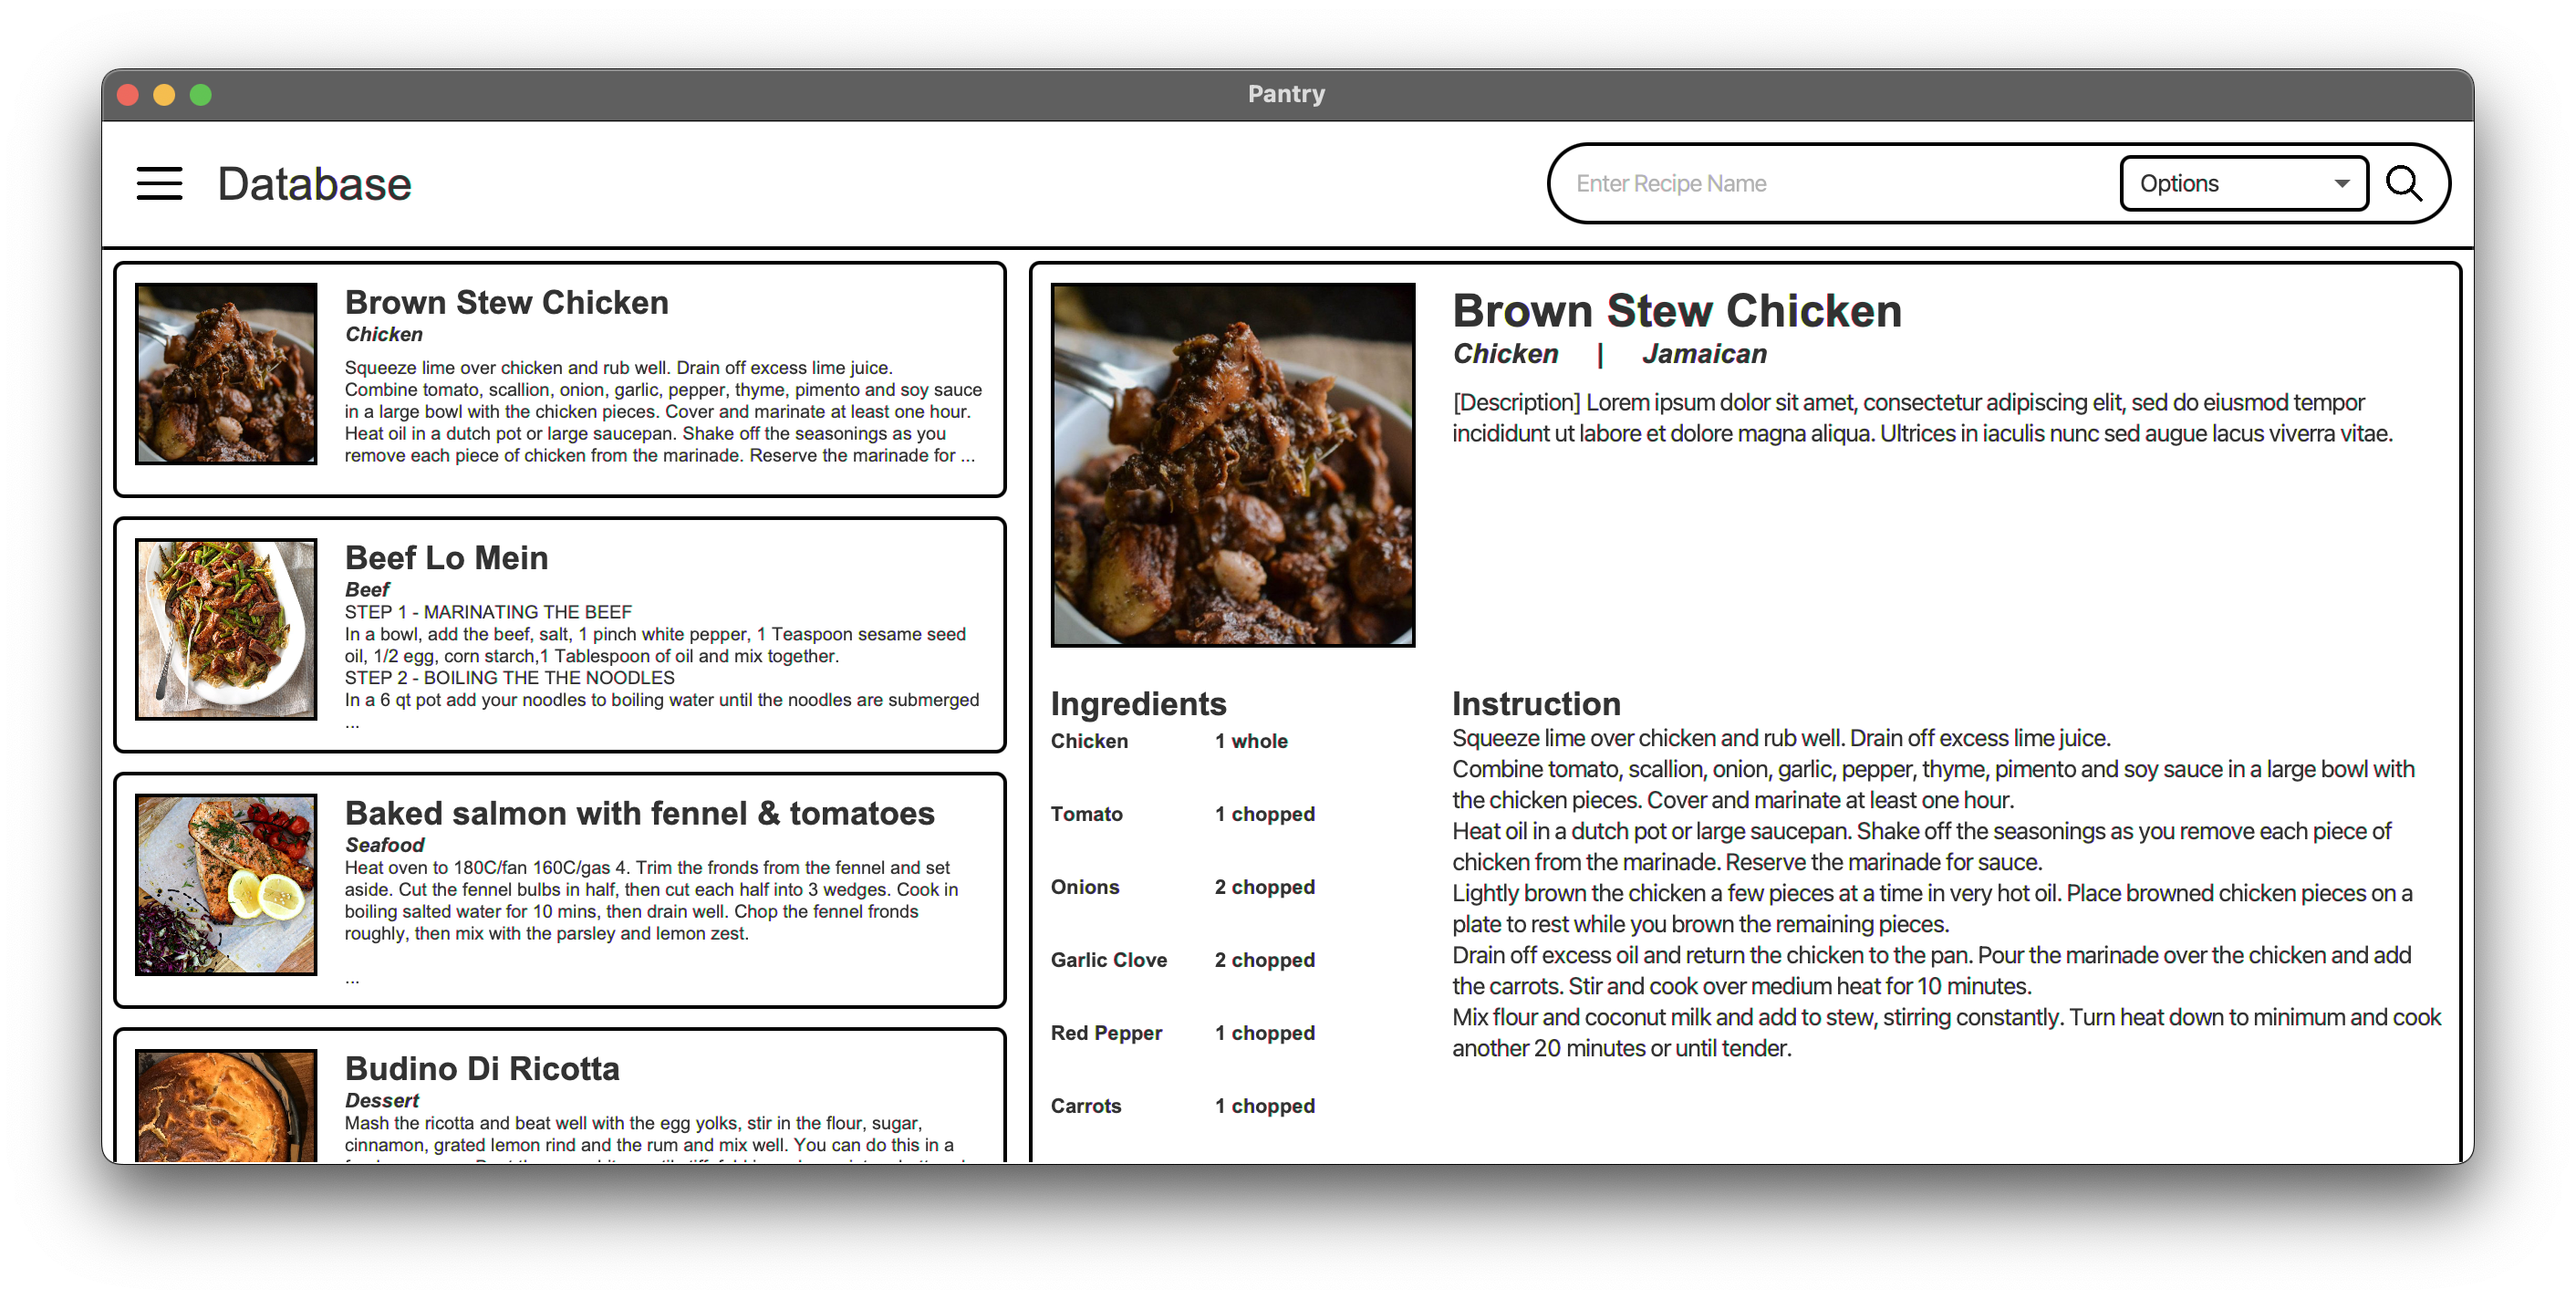 Pantry
Database
Enter Recipe Name
Options
Brown Stew Chicken
Chicken
Squeeze lime over chicken and rub well. Drain off excess lime juice.
Combine tomato, scallion, onion, garlic, pepper, thyme, pimento and soy sauce
in a large bowl with the chicken pieces. Cover and marinate at least one hour.
Heat oil in a dutch pot or large saucepan. Shake off the seasonings as you
remove each piece of chicken from the marinade. Reserve the marinade for ...
Beef Lo Mein
Beef
STEP 1 - MARINATING THE BEEF
In a bowl, add the beef, salt, 1 pinch white pepper, 1 Teaspoon sesame seed
oil, 1/2 egg, corn starch,1 Tablespoon of oil and mix together.
STEP 2 - BOILING THE THE NOODLES
In a 6 qt pot add your noodles to boiling water until the noodles are submerged
...
Baked salmon with fennel & tomatoes
Seafood
Heat oven to 180C/fan 160C/gas 4. Trim the fronds from the fennel and set
aside. Cut the fennel bulbs in half, then cut each half into 3 wedges. Cook in
boiling salted water for 10 mins, then drain well. Chop the fennel fronds
roughly, then mix with the parsley and lemon zest.
...
Budino Di Ricotta
Dessert
Mash the ricotta and beat well with the egg yolks, stir in the flour, sugar,
cinnamon, grated lemon rind and the rum and mix well. You can do this in a
Brown Stew Chicken
Chicken | Jamaican
[Description] Lorem ipsum dolor sit amet, consectetur adipiscing elit, sed do eiusmod tempor
incididunt ut labore et dolore magna aliqua. Ultrices in iaculis nunc sed augue lacus viverra vitae.
Ingredients
Chicken 1 whole
Tomato 1 chopped
Onions 2 chopped
Garlic Clove 2 chopped
Red Pepper 1 chopped
Carrots 1 chopped
Instruction
Squeeze lime over chicken and rub well. Drain off excess lime juice.
Combine tomato, scallion, onion, garlic, pepper, thyme, pimento and soy sauce in a large bowl with
the chicken pieces. Cover and marinate at least one hour.
Heat oil in a dutch pot or large saucepan. Shake off the seasonings as you remove each piece of
chicken from the marinade. Reserve the marinade for sauce.
Lightly brown the chicken a few pieces at a time in very hot oil. Place browned chicken pieces on a
plate to rest while you brown the remaining pieces.
Drain off excess oil and return the chicken to the pan. Pour the marinade over the chicken and add
the carrots. Stir and cook over medium heat for 10 minutes.
Mix flour and coconut milk and add to stew, stirring constantly. Turn heat down to minimum and cook
another 20 minutes or until tender.